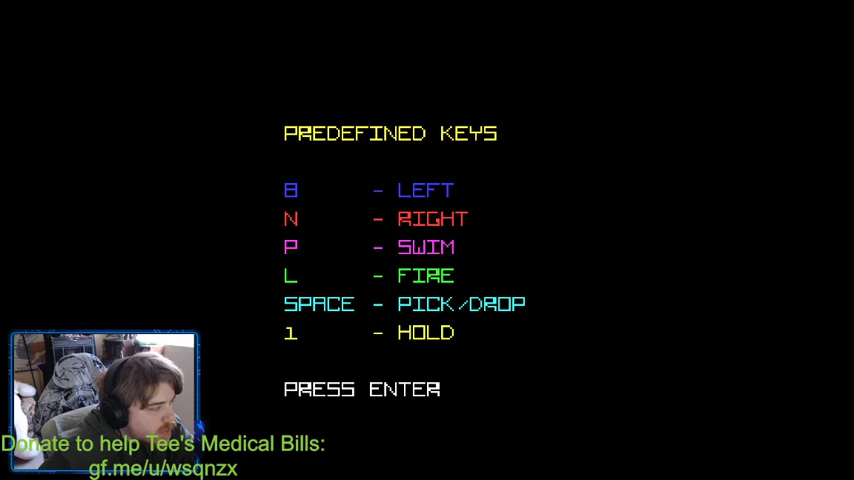 PREDEFINED KEYS
8 - LEFT
N - RIGHT
P - SWIM
L - FIRE
SPACE - PICK/DROP
1 - HOLD
PRESS ENTER
Donate to help Tee's Medical Bills:
gf.me/u/wsqnzx